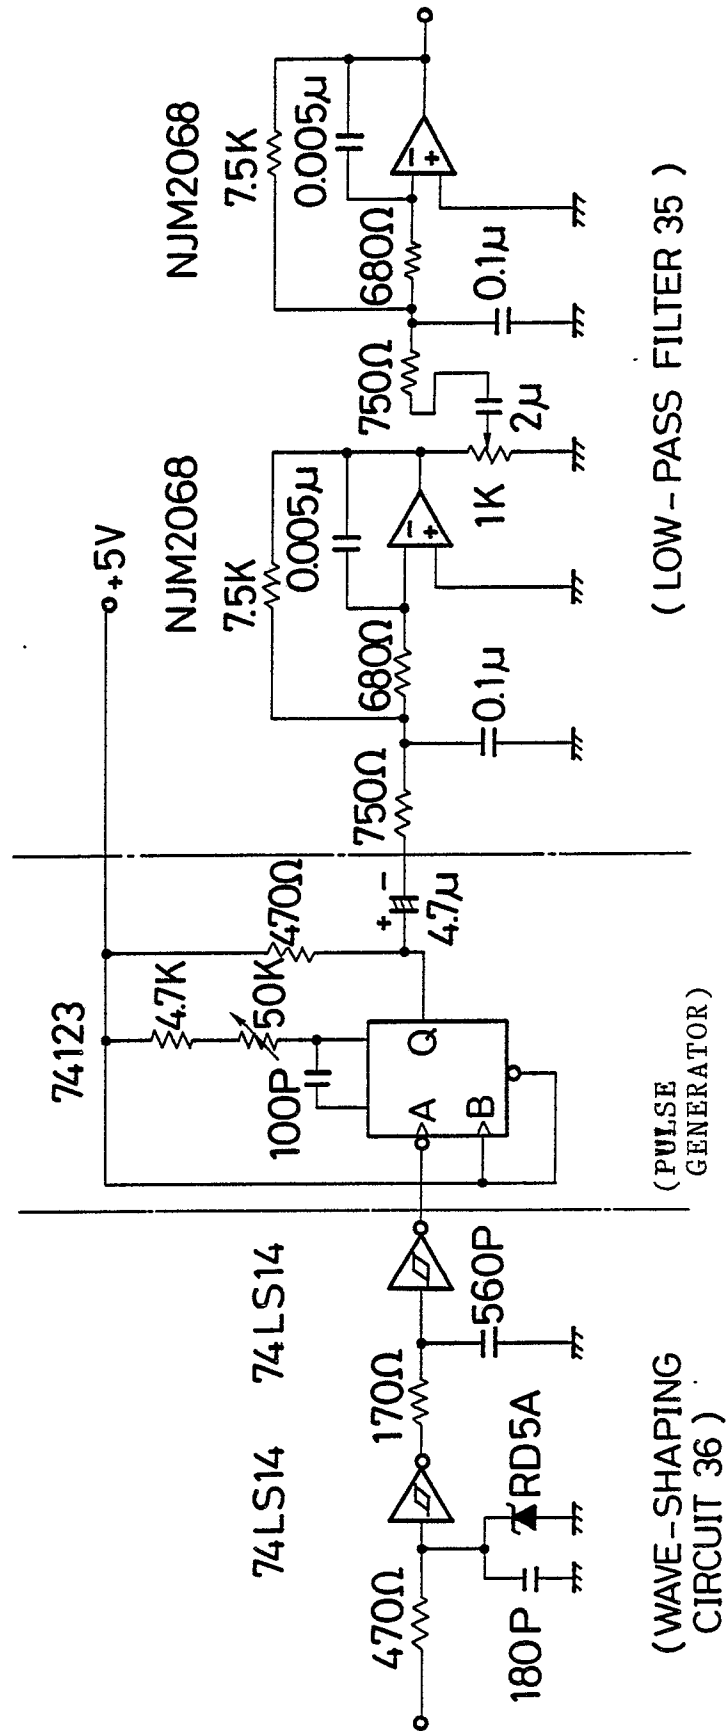 470Ω
180P
RD5A
74LS14
170Ω
560P
74LS14
(WAVE-SHAPING
CIRCUIT 36)
74123
4.7K
50K
100P
470Ω
A
B
Q
+
−
4.7μ
(PULSE
GENERATOR)
+5V
750Ω
0.1μ
680Ω
7.5K
0.005μ
NJM2068
−
+
1K
2μ
750Ω
0.1μ
680Ω
7.5K
0.005μ
NJM2068
−
+
(LOW-PASS FILTER 35)